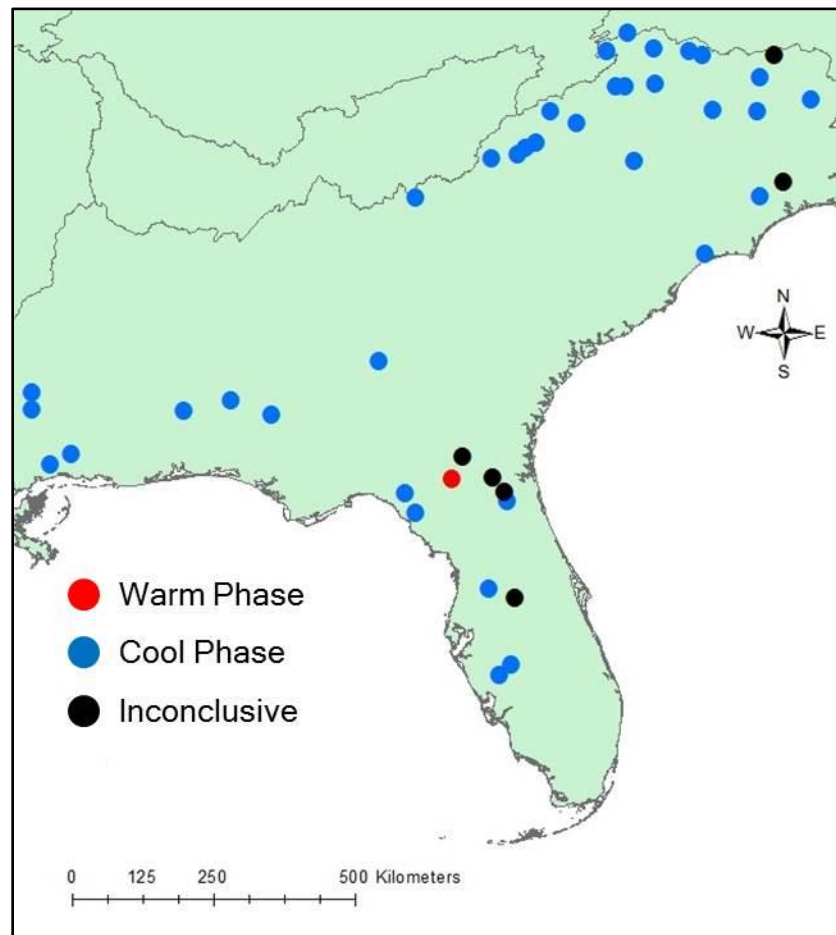 N
W E
S
Warm Phase
Cool Phase
Inconclusive
0 125 250 500 Kilometers